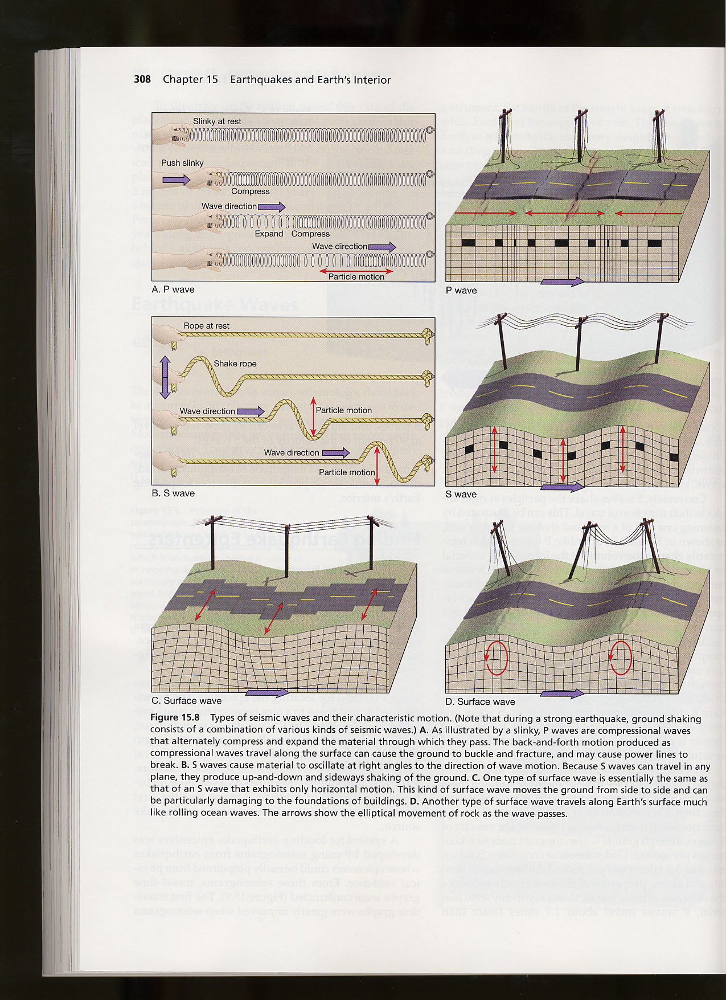 308 Chapter 15 Earthquakes and Earth's Interior
Slinky at rest
Push slinky
Compress
Wave direction
Expand Compress
Wave direction
Particle motion
A. P wave
P wave
Rope at rest
Shake rope
Wave direction
Particle motion
Wave direction
Particle motion
B. S wave
S wave
C. Surface wave
D. Surface wave
Figure 15.8 Types of seismic waves and their characteristic motion. (Note that during a strong earthquake, ground shaking
consists of a combination of various kinds of seismic waves.) A. As illustrated by a slinky, P waves are compressional waves
that alternately compress and expand the material through which they pass. The back-and-forth motion produced as
compressional waves travel along the surface can cause the ground to buckle and fracture, and may cause power lines to
break. B. S waves cause material to oscillate at right angles to the direction of wave motion. Because S waves can travel in any
plane, they produce up-and-down and sideways shaking of the ground. C. One type of surface wave is essentially the same as
that of an S wave that exhibits only horizontal motion. This kind of surface wave moves the ground from side to side and can
be particularly damaging to the foundations of buildings. D. Another type of surface wave travels along Earth's surface much
like rolling ocean waves. The arrows show the elliptical movement of rock as the wave passes.